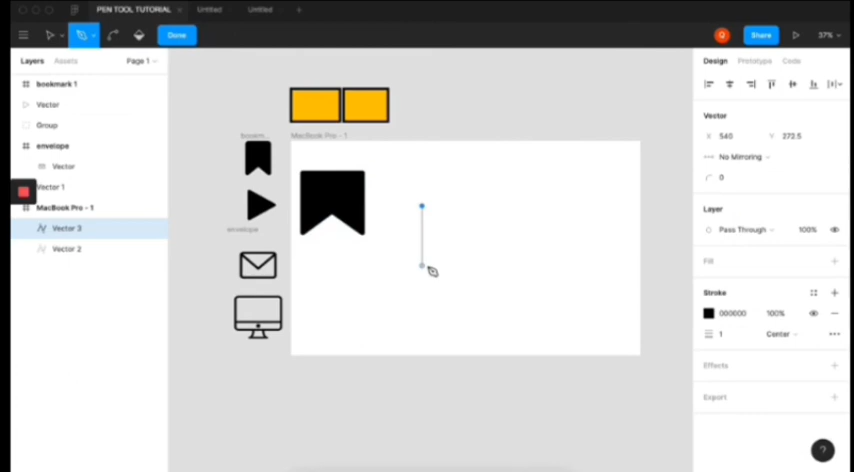 PEN TOOL TUTORIAL × Untitled Untitled +
Done
Q Share 37%
Layers Assets Page 1
bookmark 1
Vector
Group
envelope
Vector
Vector 1
MacBook Pro - 1
Vector 3
Vector 2
bookm...
MacBook Pro - 1
envelope
Design Prototype Code
Vector
X 540 Y 272.5
No Mirroring
0
Layer
Pass Through 100%
Fill +
Stroke +
000000 100%
1 Center
Effects +
Export +
?